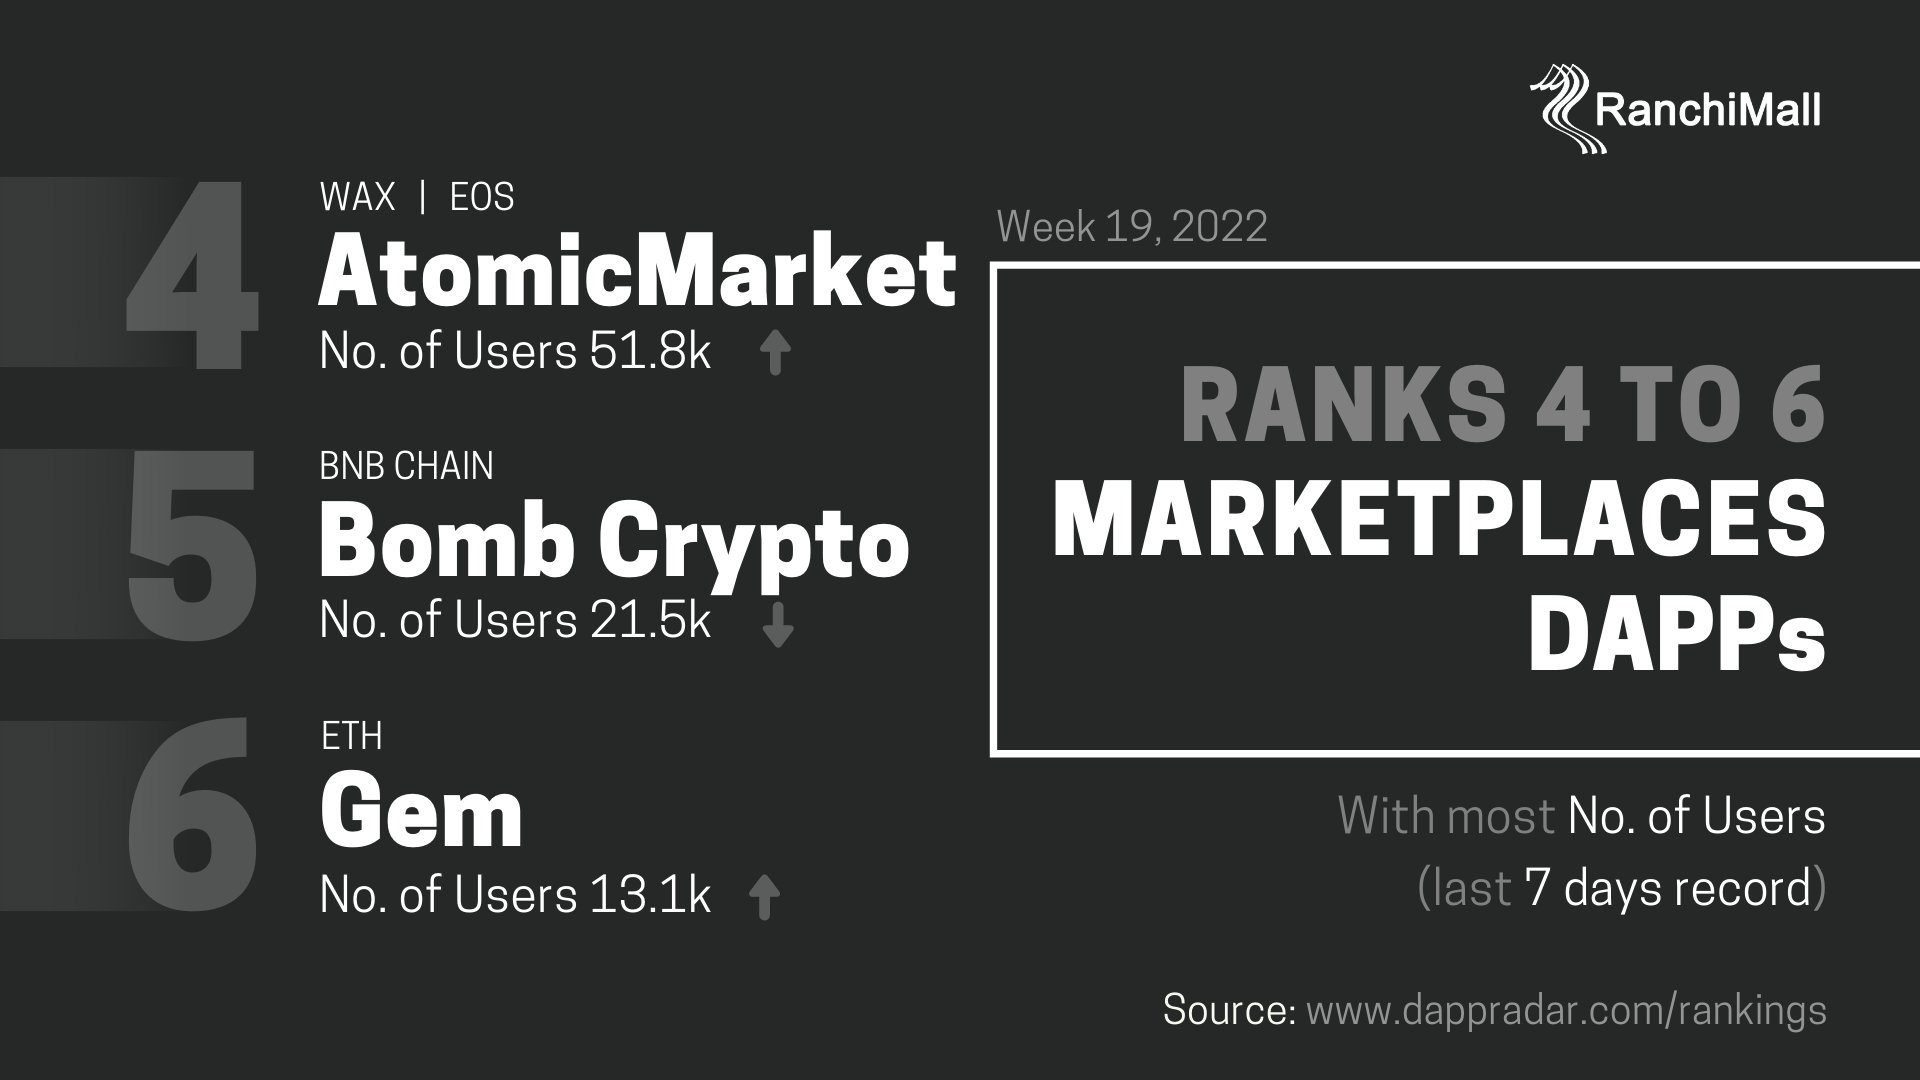 RanchiMall
4
WAX | EOS
AtomicMarket
No. of Users 51.8k
5
BNB CHAIN
Bomb Crypto
No. of Users 21.5k
6
ETH
Gem
No. of Users 13.1k
Week 19, 2022
RANKS 4 TO 6
MARKETPLACES
DAPPs
With most No. of Users
(last 7 days record)
Source: www.dappradar.com/rankings